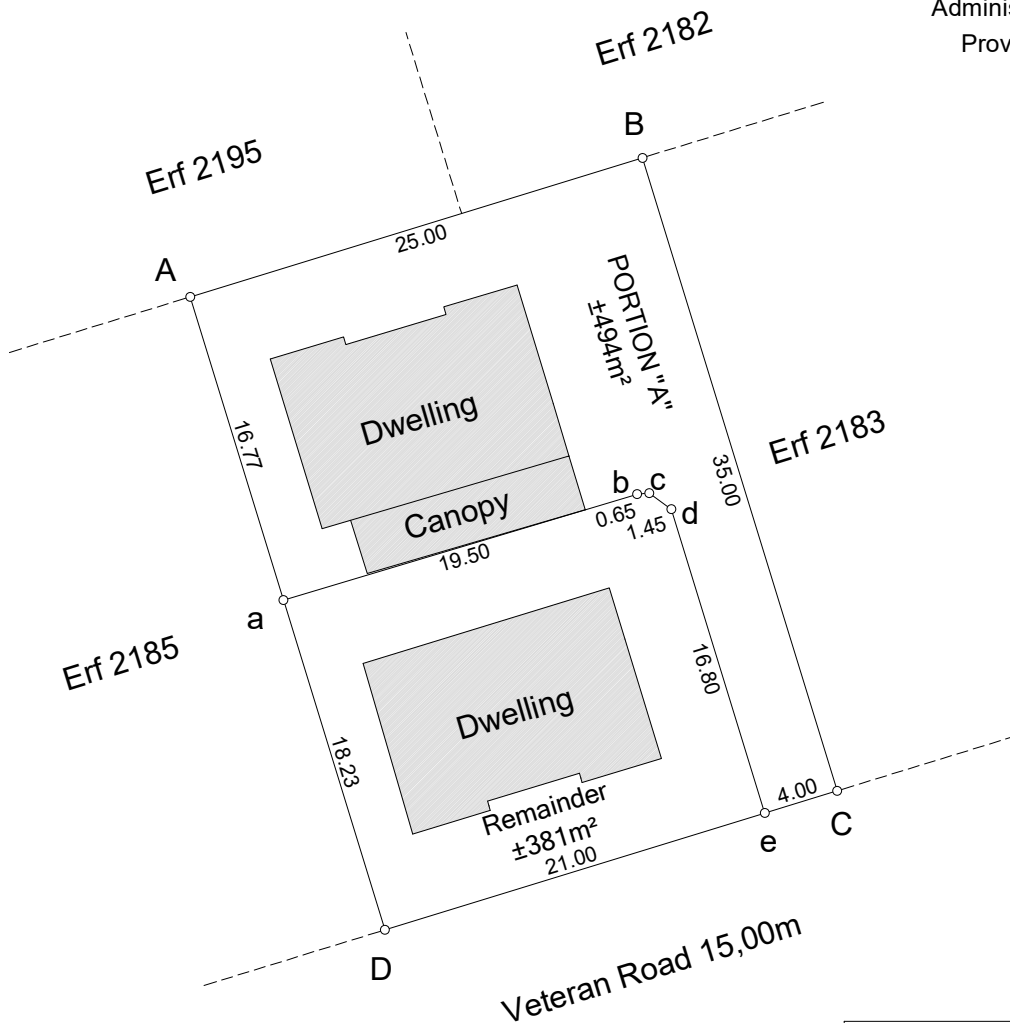 Erf 2182
B
Erf 2195
25.00
A
PORTION "A"
±494m²
Dwelling
16.77
Erf 2183
35.00
b
c
d
Canopy
0.65
1.45
19.50
a
Erf 2185
16.80
Dwelling
18.23
Remainder
±381m²
4.00
21.00
e
C
D
Veteran Road 15,00m